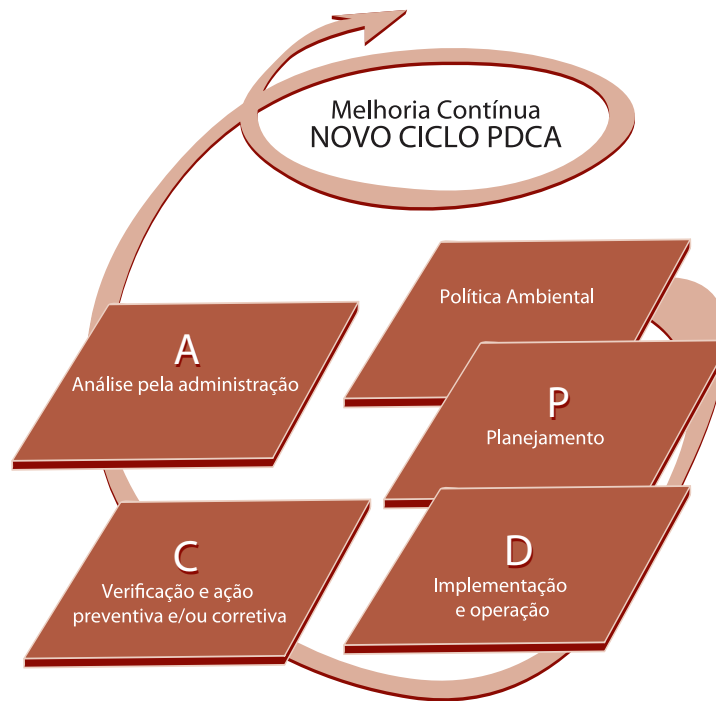 Melhoria Contínua
NOVO CICLO PDCA
Política Ambiental
P
Planejamento
D
Implementação
e operação
C
Verificação e ação
preventiva e/ou corretiva
A
Análise pela administração